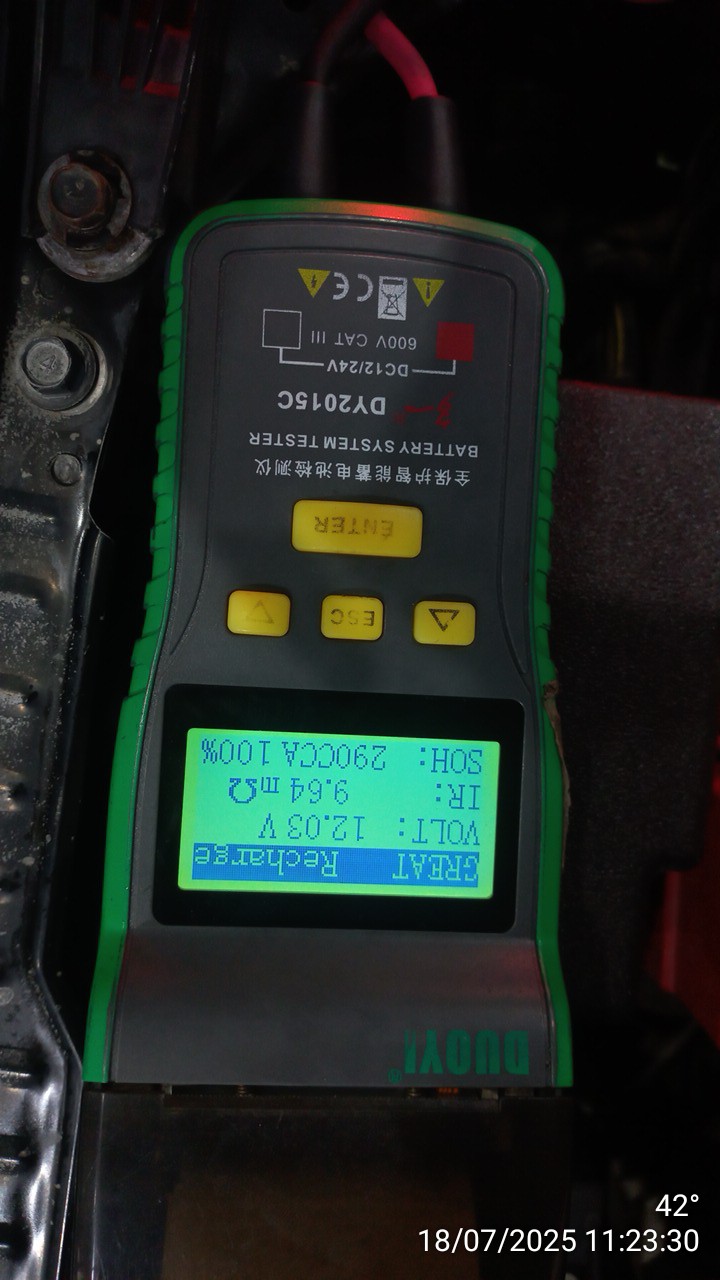 DUOYI®
GREAT Recharge
VOLT: 12.03 V
IR: 9.64 mΩ
SOH: 290CCA 100%
ESC
ENTER
全保护智能蓄电池检测仪
BATTERY SYSTEM TESTER
DY2015C
DC12/24V
600V CAT III
CE
42°
18/07/2025 11:23:30